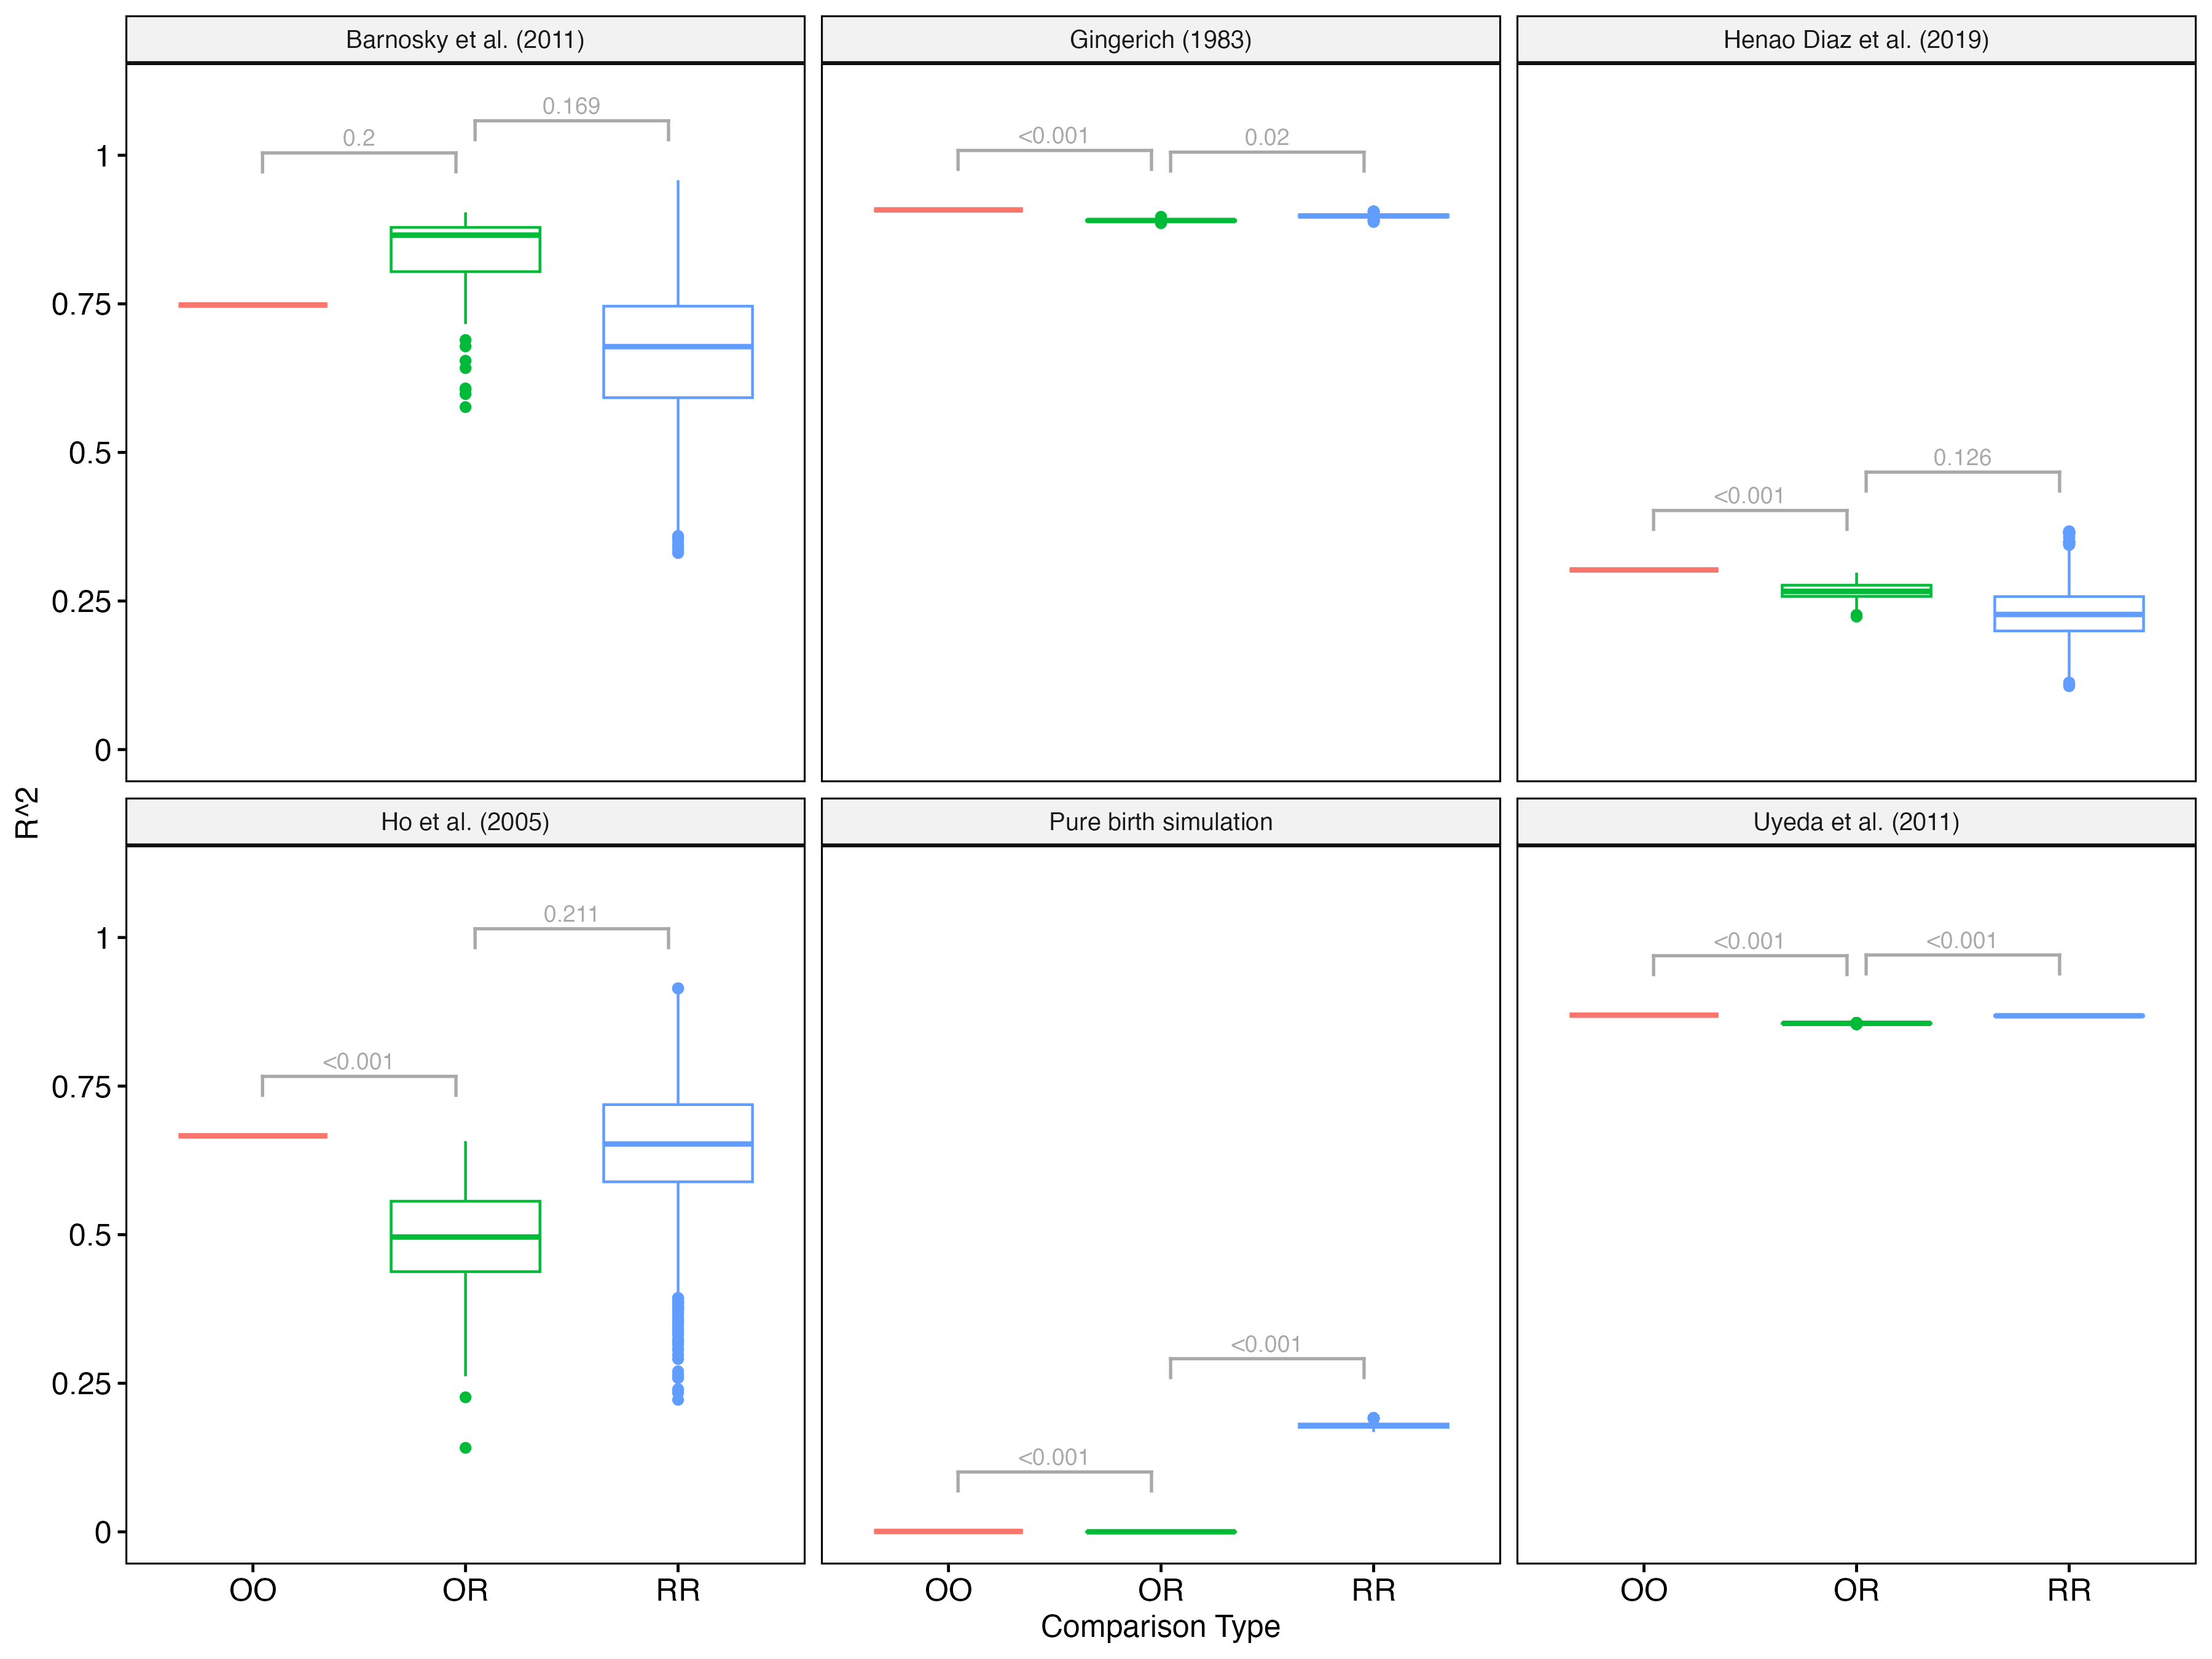 Barnosky et al. (2011)
Gingerich (1983)
Henao Diaz et al. (2019)
0.2
0.169
<0.001
0.02
<0.001
0.126
1
0.75
0.5
0.25
0
R^2
Ho et al. (2005)
Pure birth simulation
Uyeda et al. (2011)
<0.001
0.211
<0.001
<0.001
<0.001
<0.001
1
0.75
0.5
0.25
0
OO OR RR
OO OR RR
OO OR RR
Comparison Type